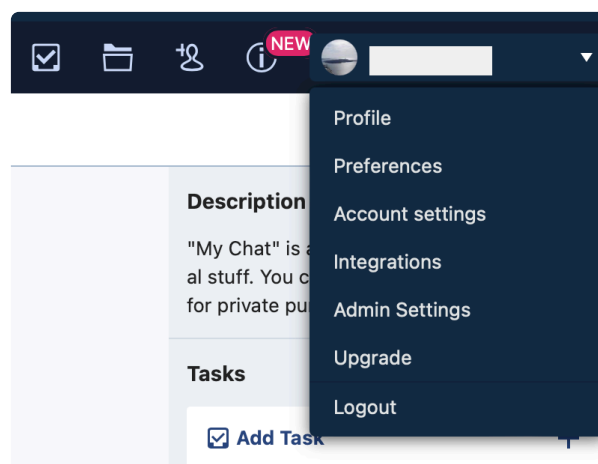 NEW
Profile
Preferences
Account settings
Integrations
Admin Settings
Upgrade
Logout
Description
"My Chat" is
al stuff. You
for private
Tasks
Add Task